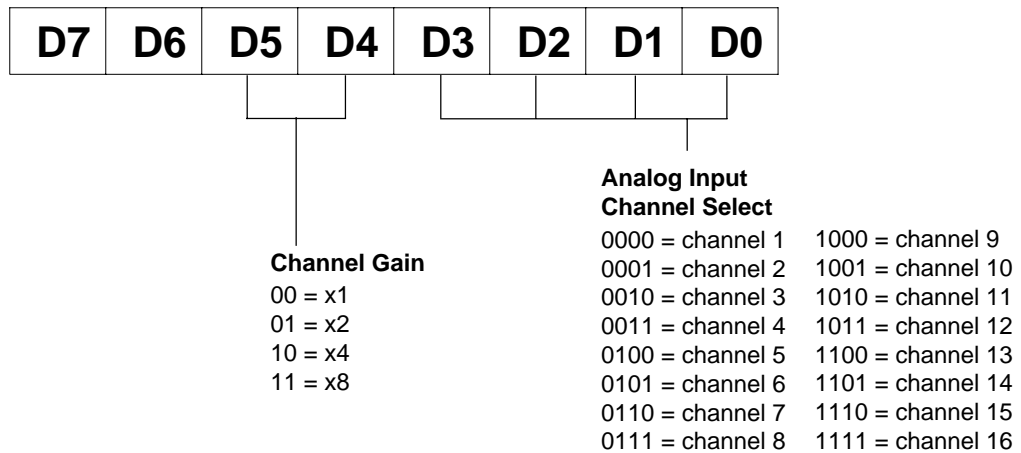 D7 D6 D5 D4 D3 D2 D1 D0
Channel Gain
00 = x1
01 = x2
10 = x4
11 = x8
Analog Input
Channel Select
0000 = channel 1
0001 = channel 2
0010 = channel 3
0011 = channel 4
0100 = channel 5
0101 = channel 6
0110 = channel 7
0111 = channel 8
1000 = channel 9
1001 = channel 10
1010 = channel 11
1011 = channel 12
1100 = channel 13
1101 = channel 14
1110 = channel 15
1111 = channel 16